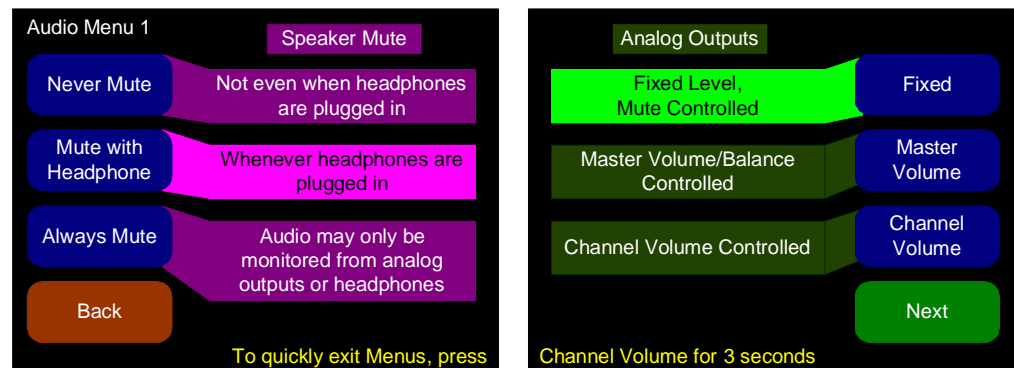 Audio Menu 1
Speaker Mute
Never Mute
Not even when headphones
are plugged in
Mute with
Headphone
Whenever headphones are
plugged in
Always Mute
Audio may only be
monitored from analog
outputs or headphones
Back
To quickly exit Menus, press
Analog Outputs
Fixed Level,
Mute Controlled
Fixed
Master Volume/Balance
Controlled
Master
Volume
Channel Volume Controlled
Channel
Volume
Next
Channel Volume for 3 seconds